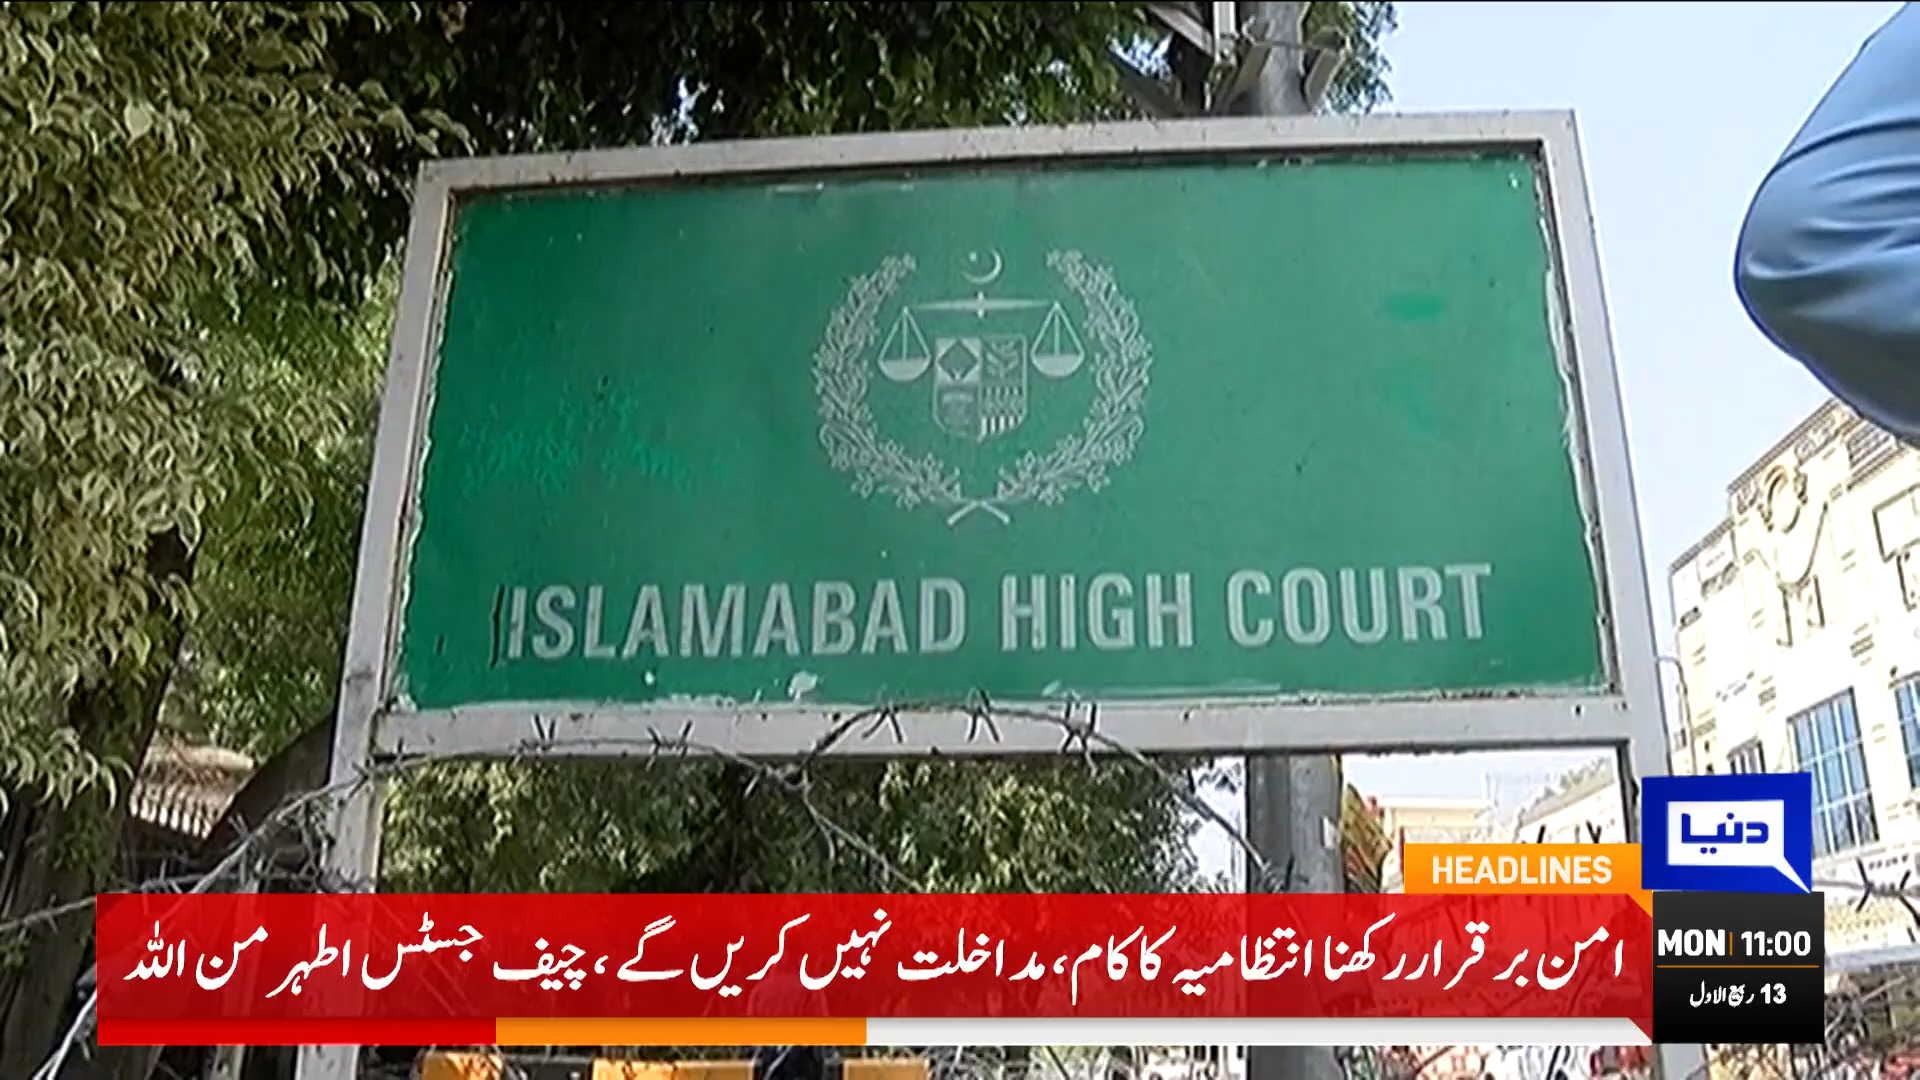 ISLAMABAD HIGH COURT
دنیا
HEADLINES
امن برقرار رکھنا انتظامیہ کا کام، مداخلت نہیں کریں گے، چیف جسٹس اطہر من اللہ
MON 11:00
13 ربیع الاول